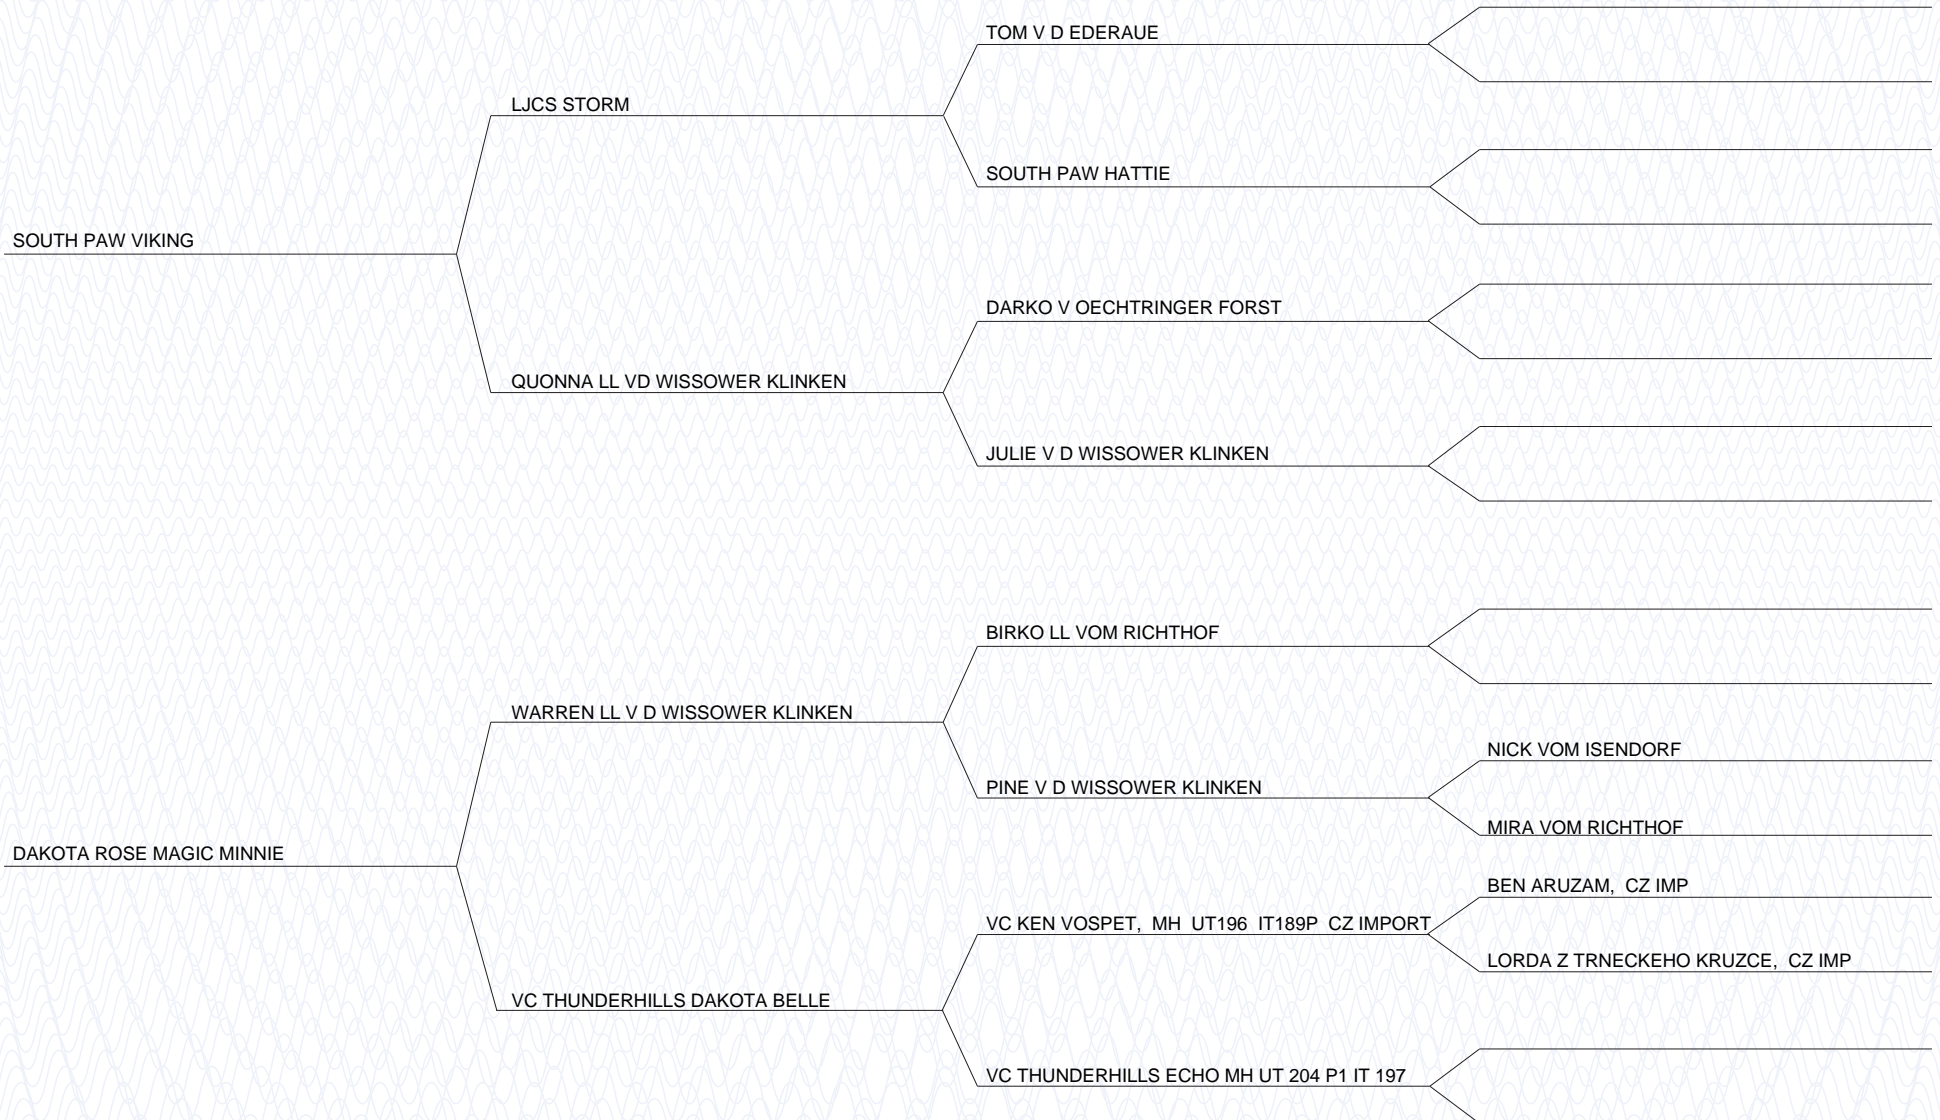 TOM V D EDERAUE
LJCS STORM
SOUTH PAW HATTIE
SOUTH PAW VIKING
DARKO V OECHTRINGER FORST
QUONNA LL VD WISSOWER KLINKEN
JULIE V D WISSOWER KLINKEN
BIRKO LL VOM RICHTHOF
WARREN LL V D WISSOWER KLINKEN
NICK VOM ISENDORF
PINE V D WISSOWER KLINKEN
MIRA VOM RICHTHOF
DAKOTA ROSE MAGIC MINNIE
BEN ARUZAM,  CZ IMP
VC KEN VOSPET,  MH  UT196  IT189P  CZ IMPORT
LORDA Z TRNECKEHO KRUZCE,  CZ IMP
VC THUNDERHILLS DAKOTA BELLE
VC THUNDERHILLS ECHO MH UT 204 P1 IT 197